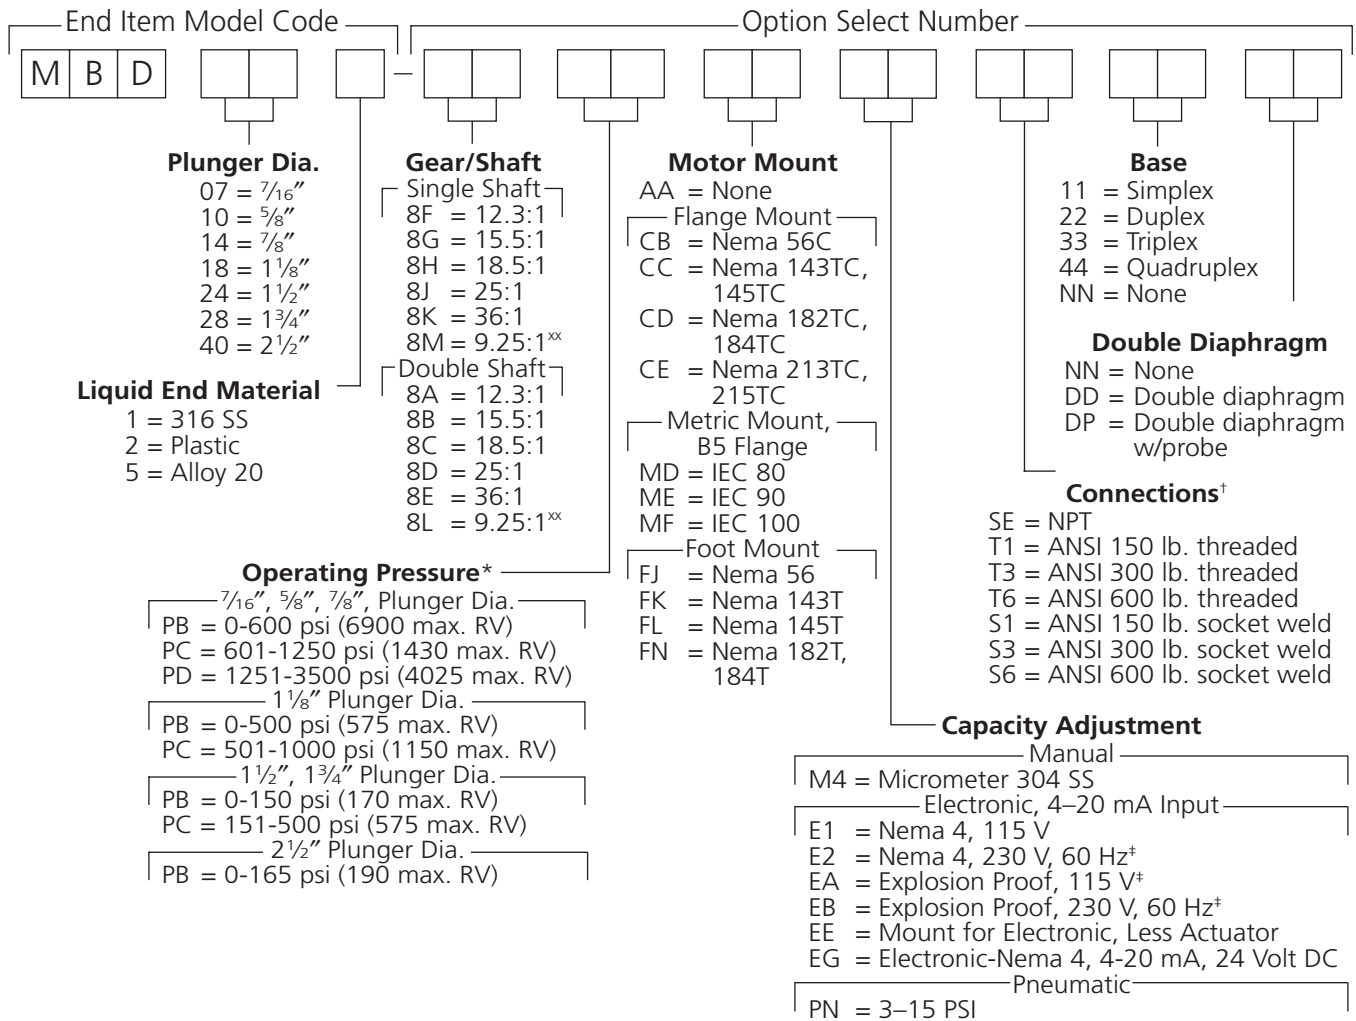 End Item Model Code
Option Select Number
M B D
–
Plunger Dia.
07 = 7/16″
10 = 5/8″
14 = 7/8″
18 = 1 1/8″
24 = 1 1/2″
28 = 1 3/4″
40 = 2 1/2″
Liquid End Material
1 = 316 SS
2 = Plastic
5 = Alloy 20
Gear/Shaft
Single Shaft
8F = 12.3:1
8G = 15.5:1
8H = 18.5:1
8J = 25:1
8K = 36:1
8M = 9.25:1xx
Double Shaft
8A = 12.3:1
8B = 15.5:1
8C = 18.5:1
8D = 25:1
8E = 36:1
8L = 9.25:1xx
Operating Pressure*
7/16″, 5/8″, 7/8″, Plunger Dia.
PB = 0-600 psi (6900 max. RV)
PC = 601-1250 psi (1430 max. RV)
PD = 1251-3500 psi (4025 max. RV)
1 1/8″ Plunger Dia.
PB = 0-500 psi (575 max. RV)
PC = 501-1000 psi (1150 max. RV)
1 1/2″, 1 3/4″ Plunger Dia.
PB = 0-150 psi (170 max. RV)
PC = 151-500 psi (575 max. RV)
2 1/2″ Plunger Dia.
PB = 0-165 psi (190 max. RV)
Motor Mount
AA = None
Flange Mount
CB = Nema 56C
CC = Nema 143TC,
145TC
CD = Nema 182TC,
184TC
CE = Nema 213TC,
215TC
Metric Mount,
B5 Flange
MD = IEC 80
ME = IEC 90
MF = IEC 100
Foot Mount
FJ = Nema 56
FK = Nema 143T
FL = Nema 145T
FN = Nema 182T,
184T
Base
11 = Simplex
22 = Duplex
33 = Triplex
44 = Quadruplex
NN = None
Double Diaphragm
NN = None
DD = Double diaphragm
DP = Double diaphragm
w/probe
Connections†
SE = NPT
T1 = ANSI 150 lb. threaded
T3 = ANSI 300 lb. threaded
T6 = ANSI 600 lb. threaded
S1 = ANSI 150 lb. socket weld
S3 = ANSI 300 lb. socket weld
S6 = ANSI 600 lb. socket weld
Capacity Adjustment
Manual
M4 = Micrometer 304 SS
Electronic, 4–20 mA Input
E1 = Nema 4, 115 V
E2 = Nema 4, 230 V, 60 Hz‡
EA = Explosion Proof, 115 V‡
EB = Explosion Proof, 230 V, 60 Hz‡
EE = Mount for Electronic, Less Actuator
EG = Electronic-Nema 4, 4-20 mA, 24 Volt DC
Pneumatic
PN = 3–15 PSI